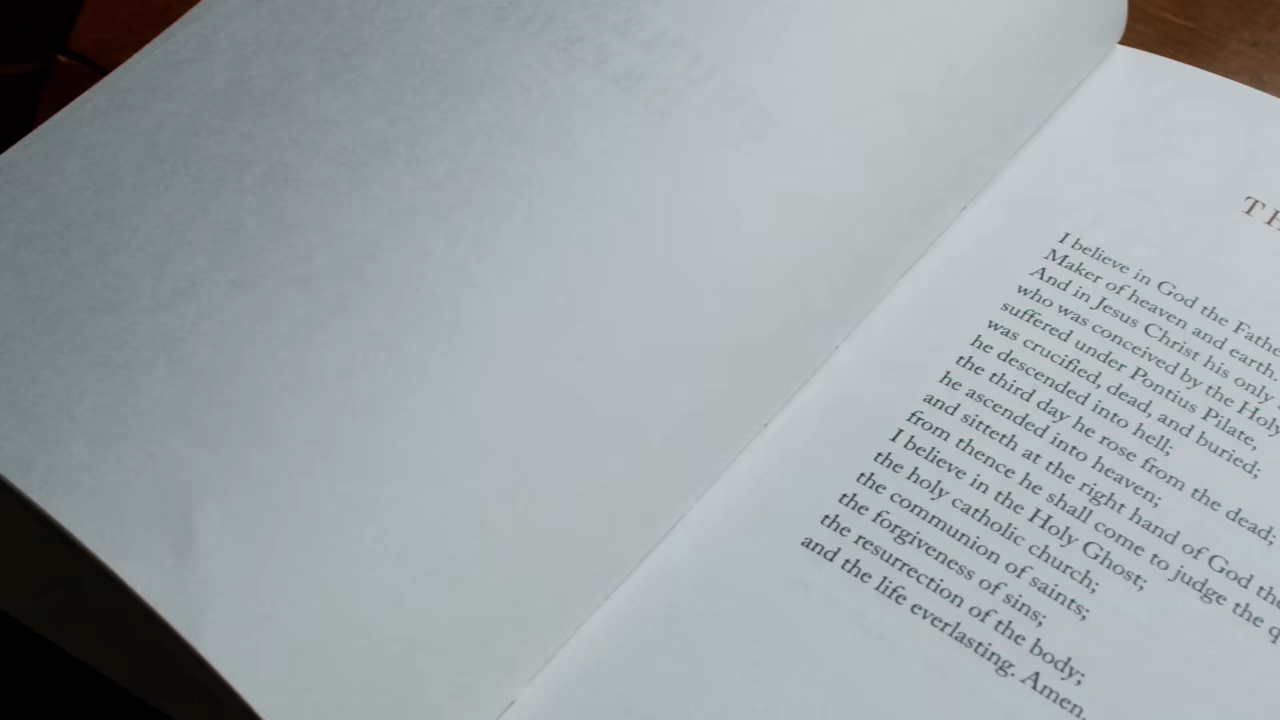 I believe in God the Fathe
Maker of heaven and earth,
And in Jesus Christ his only
who was conceived by the Holy
suffered under Pontius Pilate,
was crucified, dead, and buried;
he descended into hell;
the third day he rose from the dead;
he ascended into heaven;
and sitteth at the right hand of God the
from thence he shall come to judge the q
I believe in the Holy Ghost;
the holy catholic church;
the communion of saints;
the forgiveness of sins;
the resurrection of the body;
and the life everlasting. Amen.